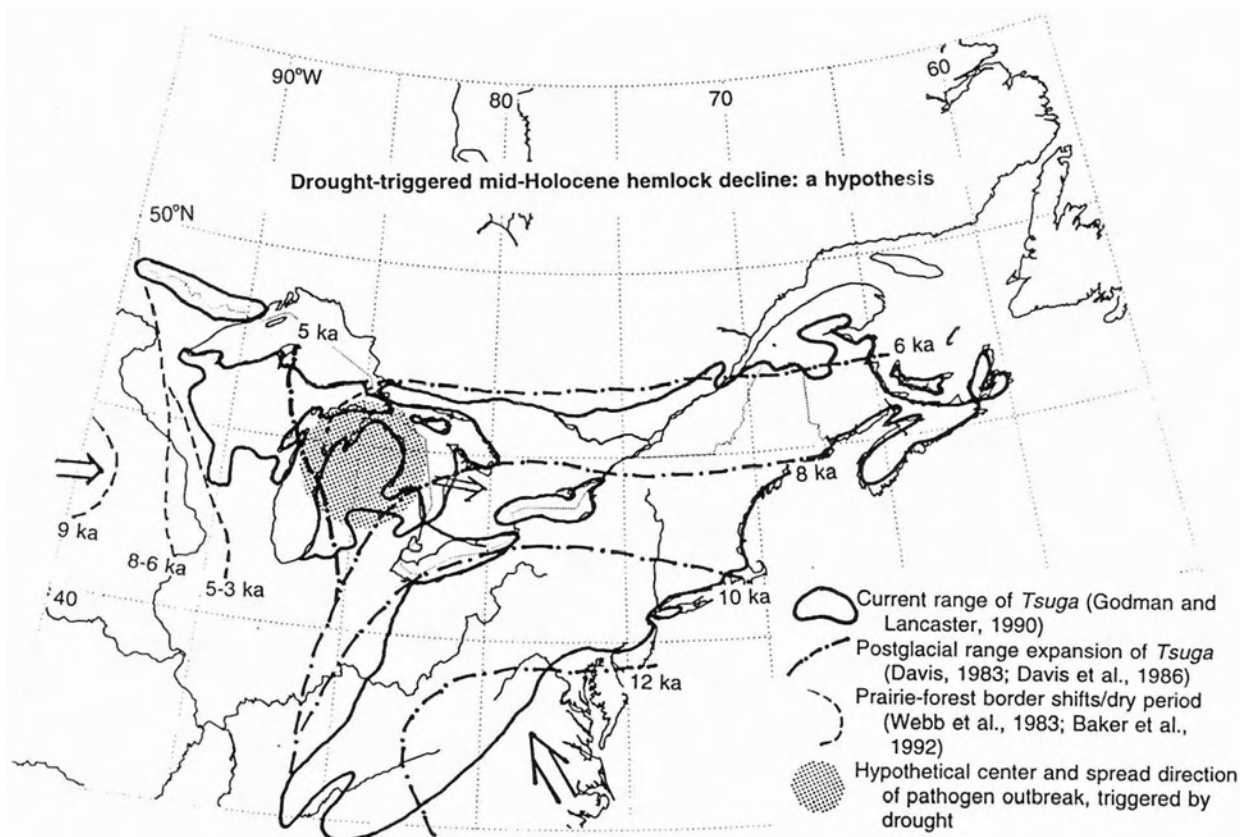 90°W
80
70
60
Drought-triggered mid-Holocene hemlock decline: a hypothesis
50°N
5 ka
6 ka
8 ka
9 ka
8-6 ka
5-3 ka
40
10 ka
12 ka
Current range of Tsuga (Godman and
Lancaster, 1990)
Postglacial range expansion of Tsuga
(Davis, 1983; Davis et al., 1986)
Prairie-forest border shifts/dry period
(Webb et al., 1983; Baker et al.,
1992)
Hypothetical center and spread direction
of pathogen outbreak, triggered by
drought